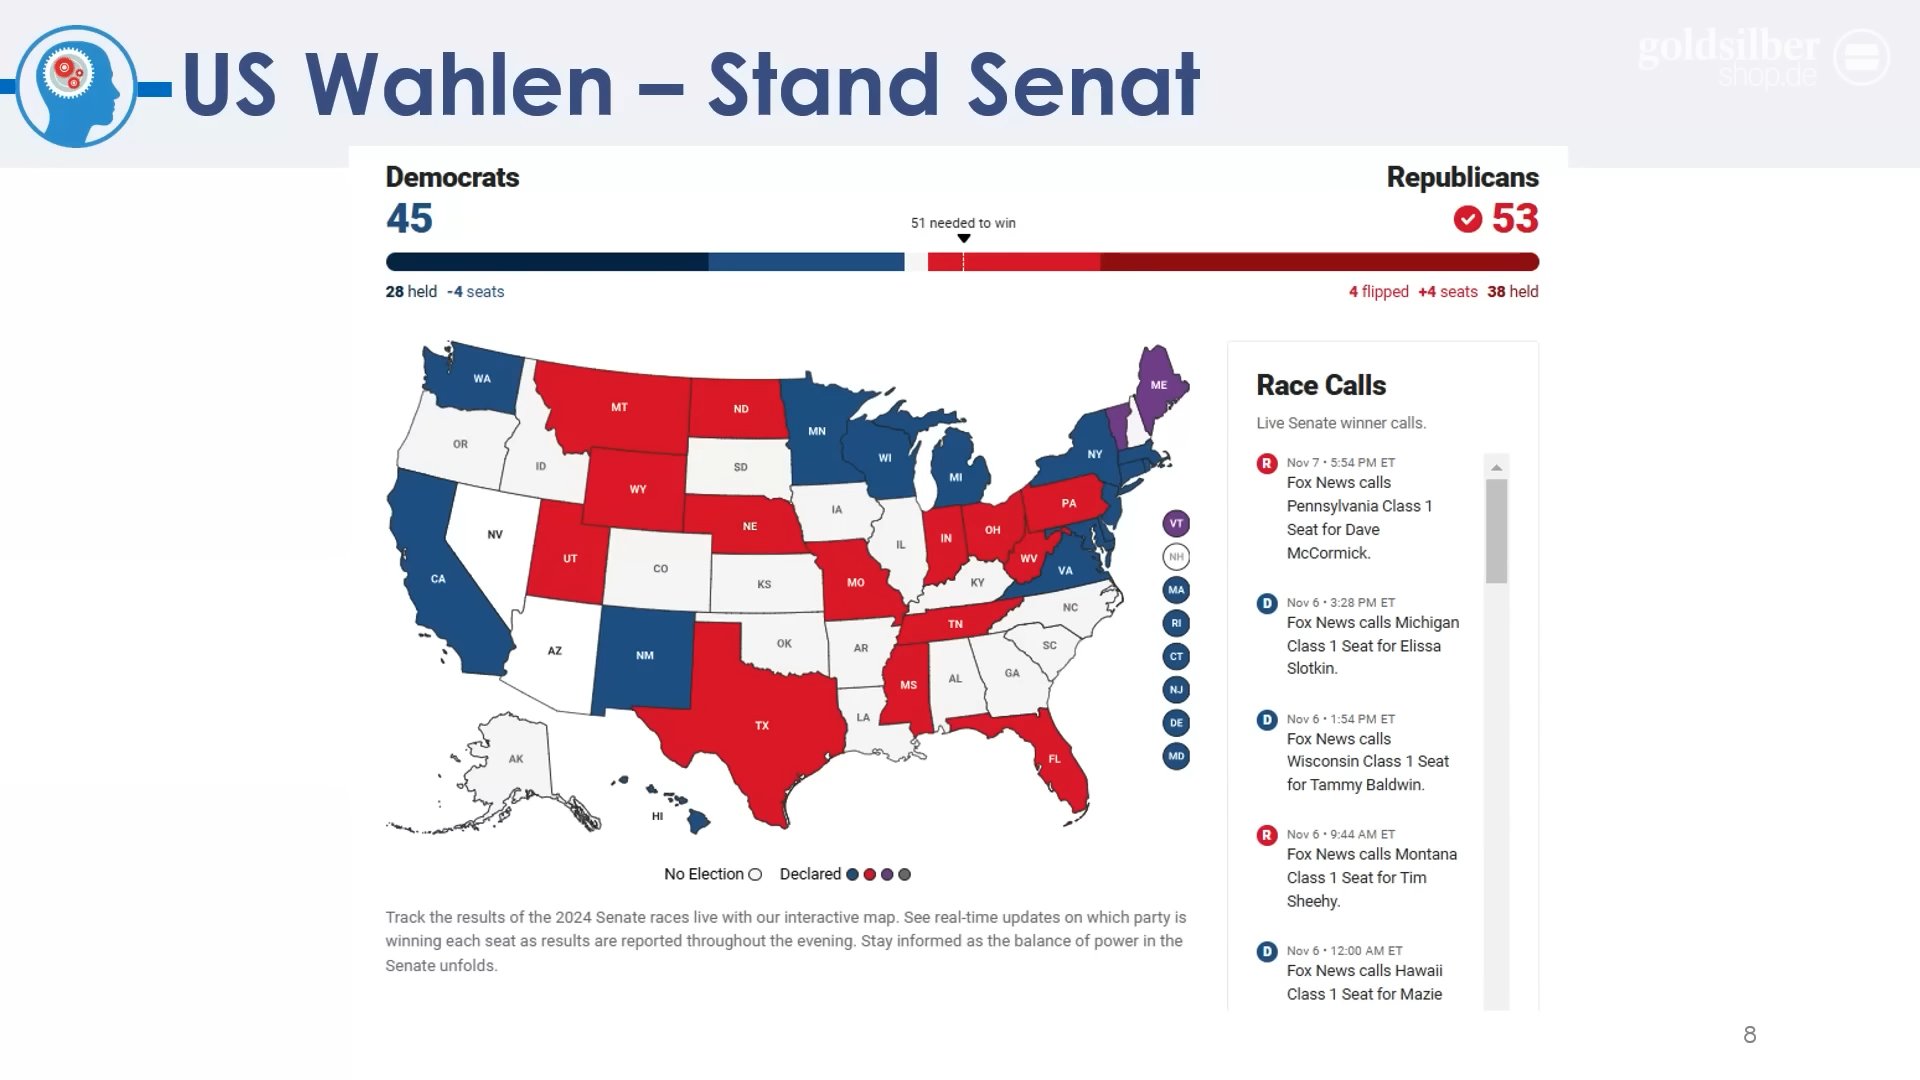 US Wahlen – Stand Senat
goldsilber
shop.de
Democrats
Republicans
45
51 needed to win
53
28 held -4 seats
4 flipped +4 seats 38 held
WA
MT
ND
MN
ME
OR
ID
SD
WI
MI
NY
WY
IA
PA
NE
NV
UT
CO
IL
IN
OH
WV
VA
CA
KS
MO
KY
NC
TN
AZ
NM
OK
AR
SC
MS
AL
GA
TX
LA
FL
AK
HI
VT
NH
MA
RI
CT
NJ
DE
MD
No Election
Declared
Track the results of the 2024 Senate races live with our interactive map. See real-time updates on which party is
winning each seat as results are reported throughout the evening. Stay informed as the balance of power in the
Senate unfolds.
Race Calls
Live Senate winner calls.
R Nov 7 • 5:54 PM ET
Fox News calls
Pennsylvania Class 1
Seat for Dave
McCormick.
D Nov 6 • 3:28 PM ET
Fox News calls Michigan
Class 1 Seat for Elissa
Slotkin.
D Nov 6 • 1:54 PM ET
Fox News calls
Wisconsin Class 1 Seat
for Tammy Baldwin.
R Nov 6 • 9:44 AM ET
Fox News calls Montana
Class 1 Seat for Tim
Sheehy.
D Nov 6 • 12:00 AM ET
Fox News calls Hawaii
Class 1 Seat for Mazie
8